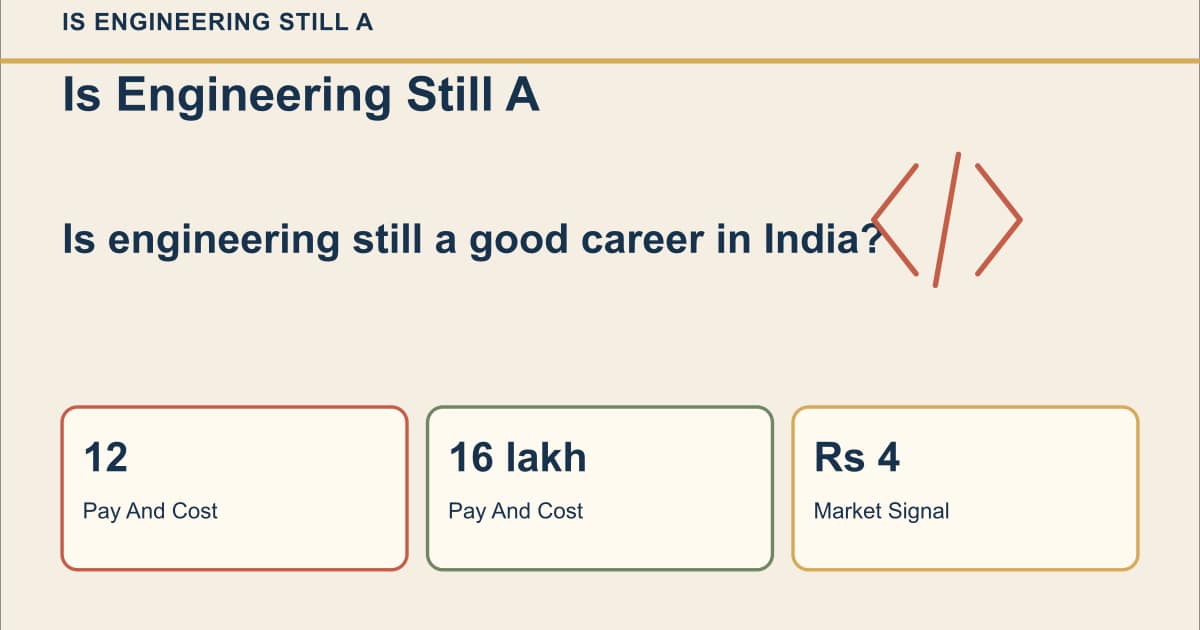 IS ENGINEERING STILL A
Is Engineering Still A
Is engineering still a good career in India?
12
Pay And Cost
16 lakh
Pay And Cost
Rs 4
Market Signal